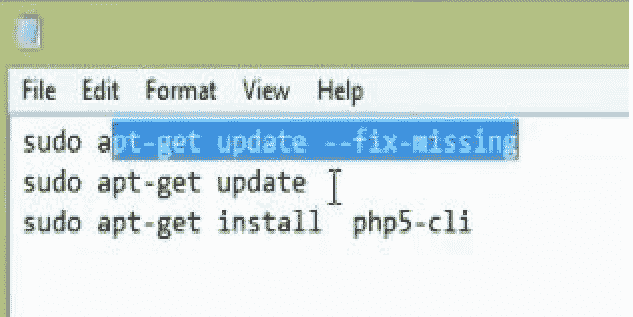 File Edit Format View Help
sudo apt-get update --fix-missing
sudo apt-get update
sudo apt-get install  php5-cli